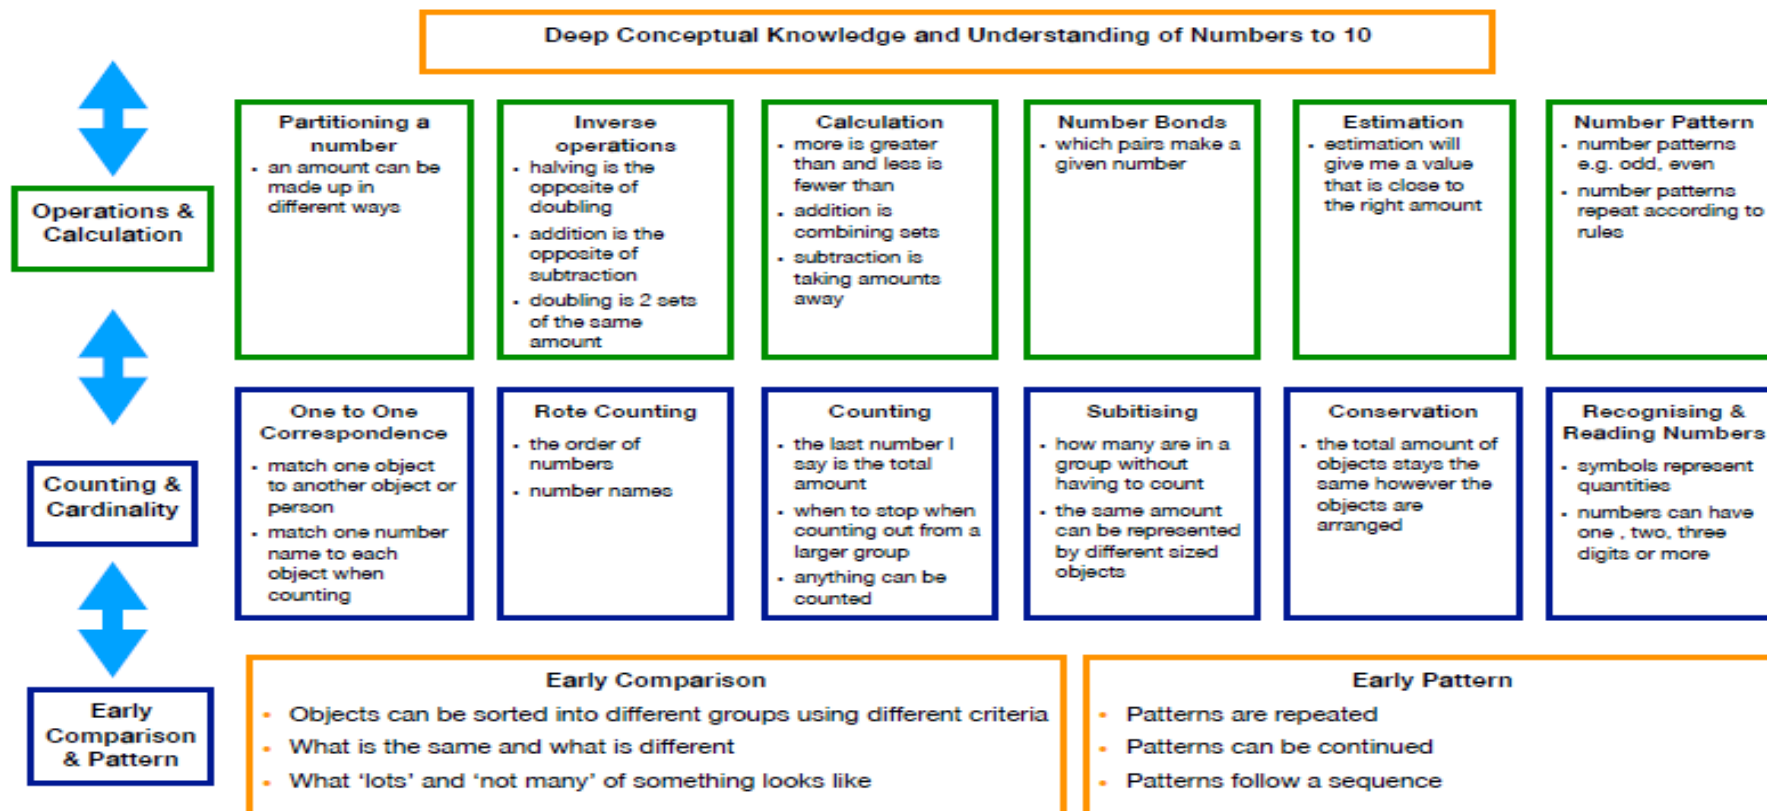 Deep Conceptual Knowledge and Understanding of Numbers to 10
Operations &
Calculation
Partitioning a
number
• an amount can be
made up in
different ways
Inverse
operations
• halving is the
opposite of
doubling
• addition is the
opposite of
subtraction
• doubling is 2 sets
of the same
amount
Calculation
• more is greater
than and less is
fewer than
• addition is
combining sets
• subtraction is
taking amounts
away
Number Bonds
• which pairs make a
given number
Estimation
• estimation will
give me a value
that is close to
the right amount
Number Pattern
• number patterns
e.g. odd, even
• number patterns
repeat according to
rules
Counting &
Cardinality
One to One
Correspondence
• match one object
to another object or
person
• match one number
name to each
object when
counting
Rote Counting
• the order of
numbers
• number names
Counting
• the last number I
say is the total
amount
• when to stop when
counting out from a
larger group
• anything can be
counted
Subitising
• how many are in a
group without
having to count
• the same amount
can be represented
by different sized
objects
Conservation
• the total amount of
objects stays the
same however the
objects are
arranged
Recognising &
Reading Numbers
• symbols represent
quantities
• numbers can have
one , two, three
digits or more
Early
Comparison
& Pattern
Early Comparison
• Objects can be sorted into different groups using different criteria
• What is the same and what is different
• What ‘lots’ and ‘not many’ of something looks like
Early Pattern
• Patterns are repeated
• Patterns can be continued
• Patterns follow a sequence